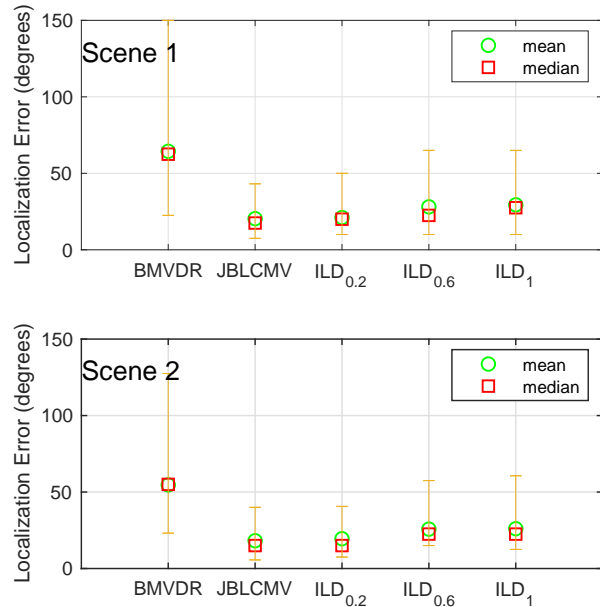 Scene 1
mean
median
150
100
50
0
Localization Error (degrees)
BMVDR JBLCMV ILD0.2 ILD0.6 ILD1
Scene 2
mean
median
150
100
50
0
Localization Error (degrees)
BMVDR JBLCMV ILD0.2 ILD0.6 ILD1